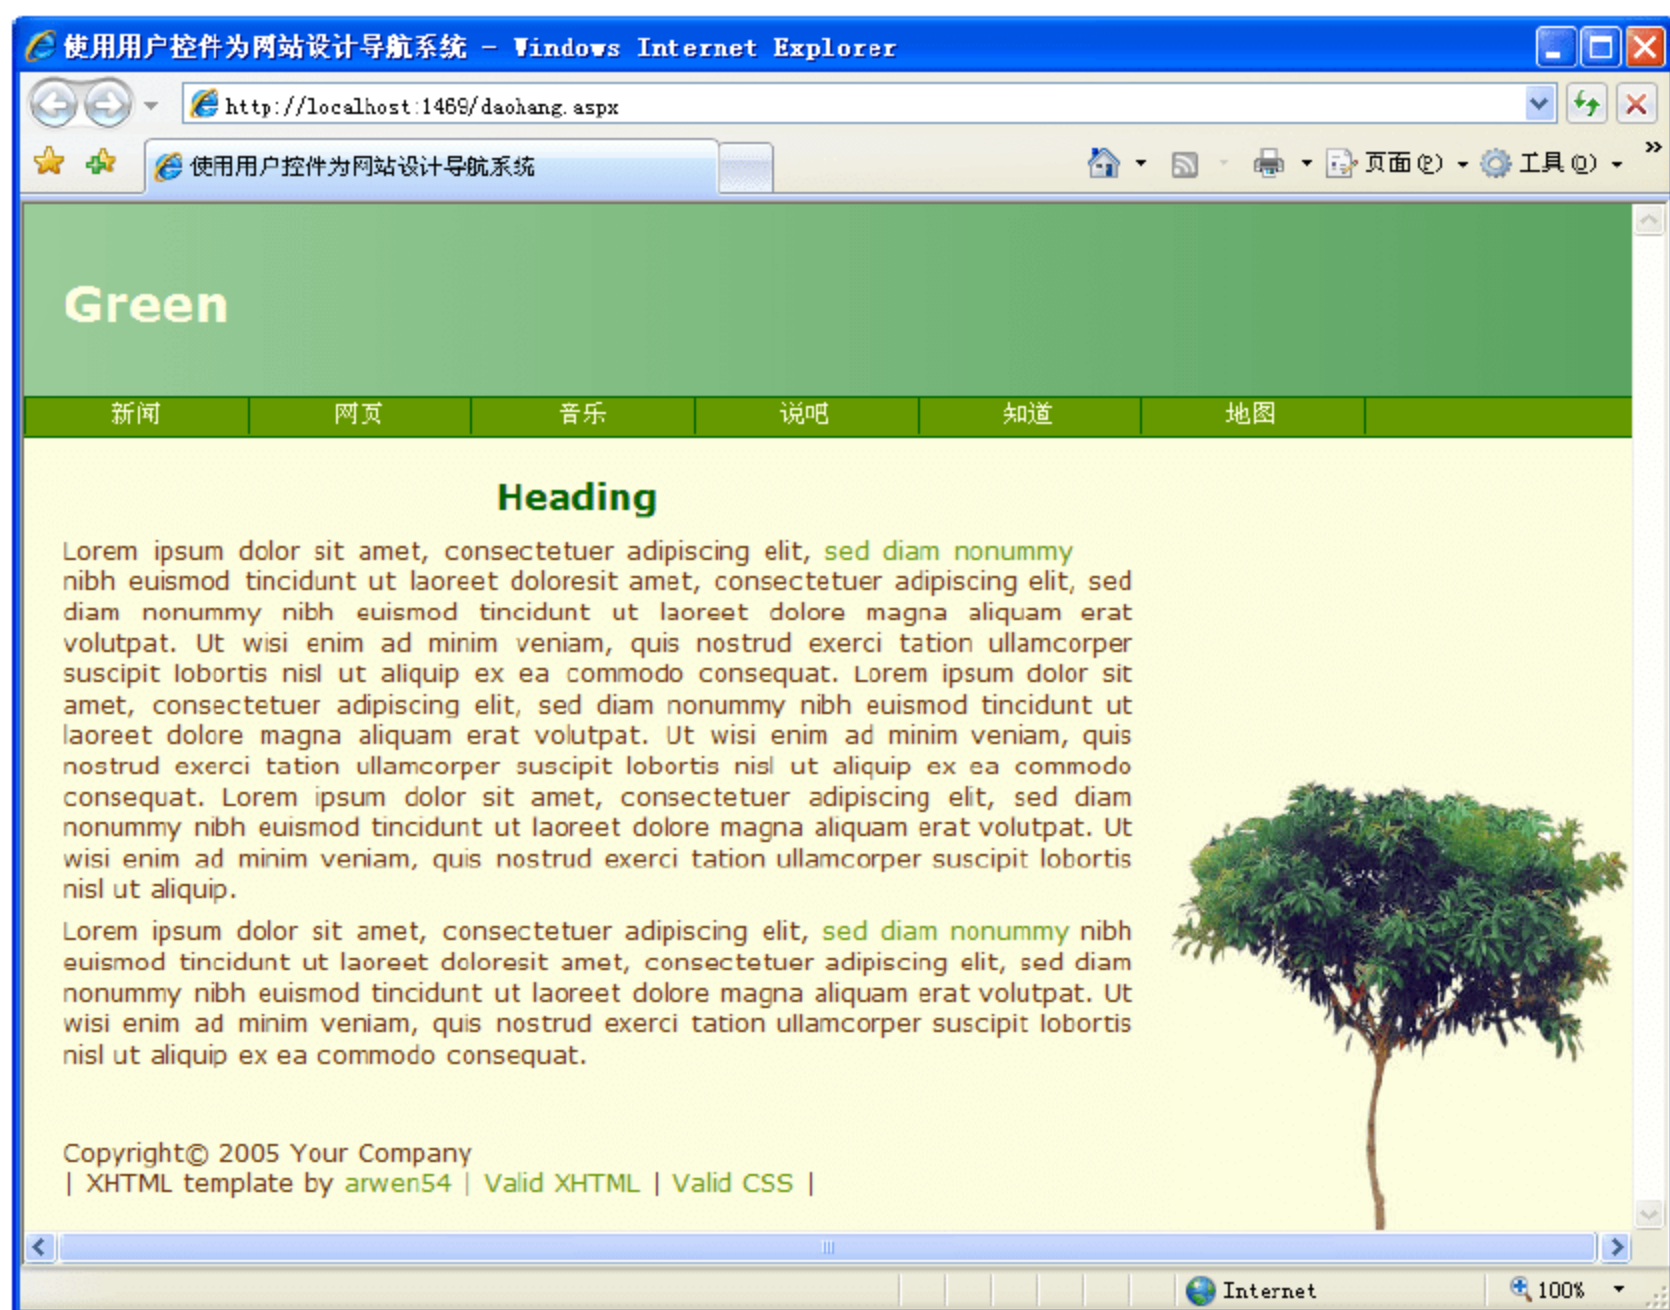 使用用户控件为网站设计导航系统 - Windows Internet Explorer
http://localhost:1469/daohang.aspx
使用用户控件为网站设计导航系统
页面(P)
工具(O)
»
Green
新闻 网页 音乐 说吧 知道 地图
Heading
Lorem ipsum dolor sit amet, consectetuer adipiscing elit, sed diam nonummy
nibh euismod tincidunt ut laoreet doloresit amet, consectetuer adipiscing elit, sed
diam nonummy nibh euismod tincidunt ut laoreet dolore magna aliquam erat
volutpat. Ut wisi enim ad minim veniam, quis nostrud exerci tation ullamcorper
suscipit lobortis nisl ut aliquip ex ea commodo consequat. Lorem ipsum dolor sit
amet, consectetuer adipiscing elit, sed diam nonummy nibh euismod tincidunt ut
laoreet dolore magna aliquam erat volutpat. Ut wisi enim ad minim veniam, quis
nostrud exerci tation ullamcorper suscipit lobortis nisl ut aliquip ex ea commodo
consequat. Lorem ipsum dolor sit amet, consectetuer adipiscing elit, sed diam
nonummy nibh euismod tincidunt ut laoreet dolore magna aliquam erat volutpat. Ut
wisi enim ad minim veniam, quis nostrud exerci tation ullamcorper suscipit lobortis
nisl ut aliquip.
Lorem ipsum dolor sit amet, consectetuer adipiscing elit, sed diam nonummy nibh
euismod tincidunt ut laoreet doloresit amet, consectetuer adipiscing elit, sed diam
nonummy nibh euismod tincidunt ut laoreet dolore magna aliquam erat volutpat. Ut
wisi enim ad minim veniam, quis nostrud exerci tation ullamcorper suscipit lobortis
nisl ut aliquip ex ea commodo consequat.
Copyright© 2005 Your Company
| XHTML template by arwen54 | Valid XHTML | Valid CSS |
Internet
100%